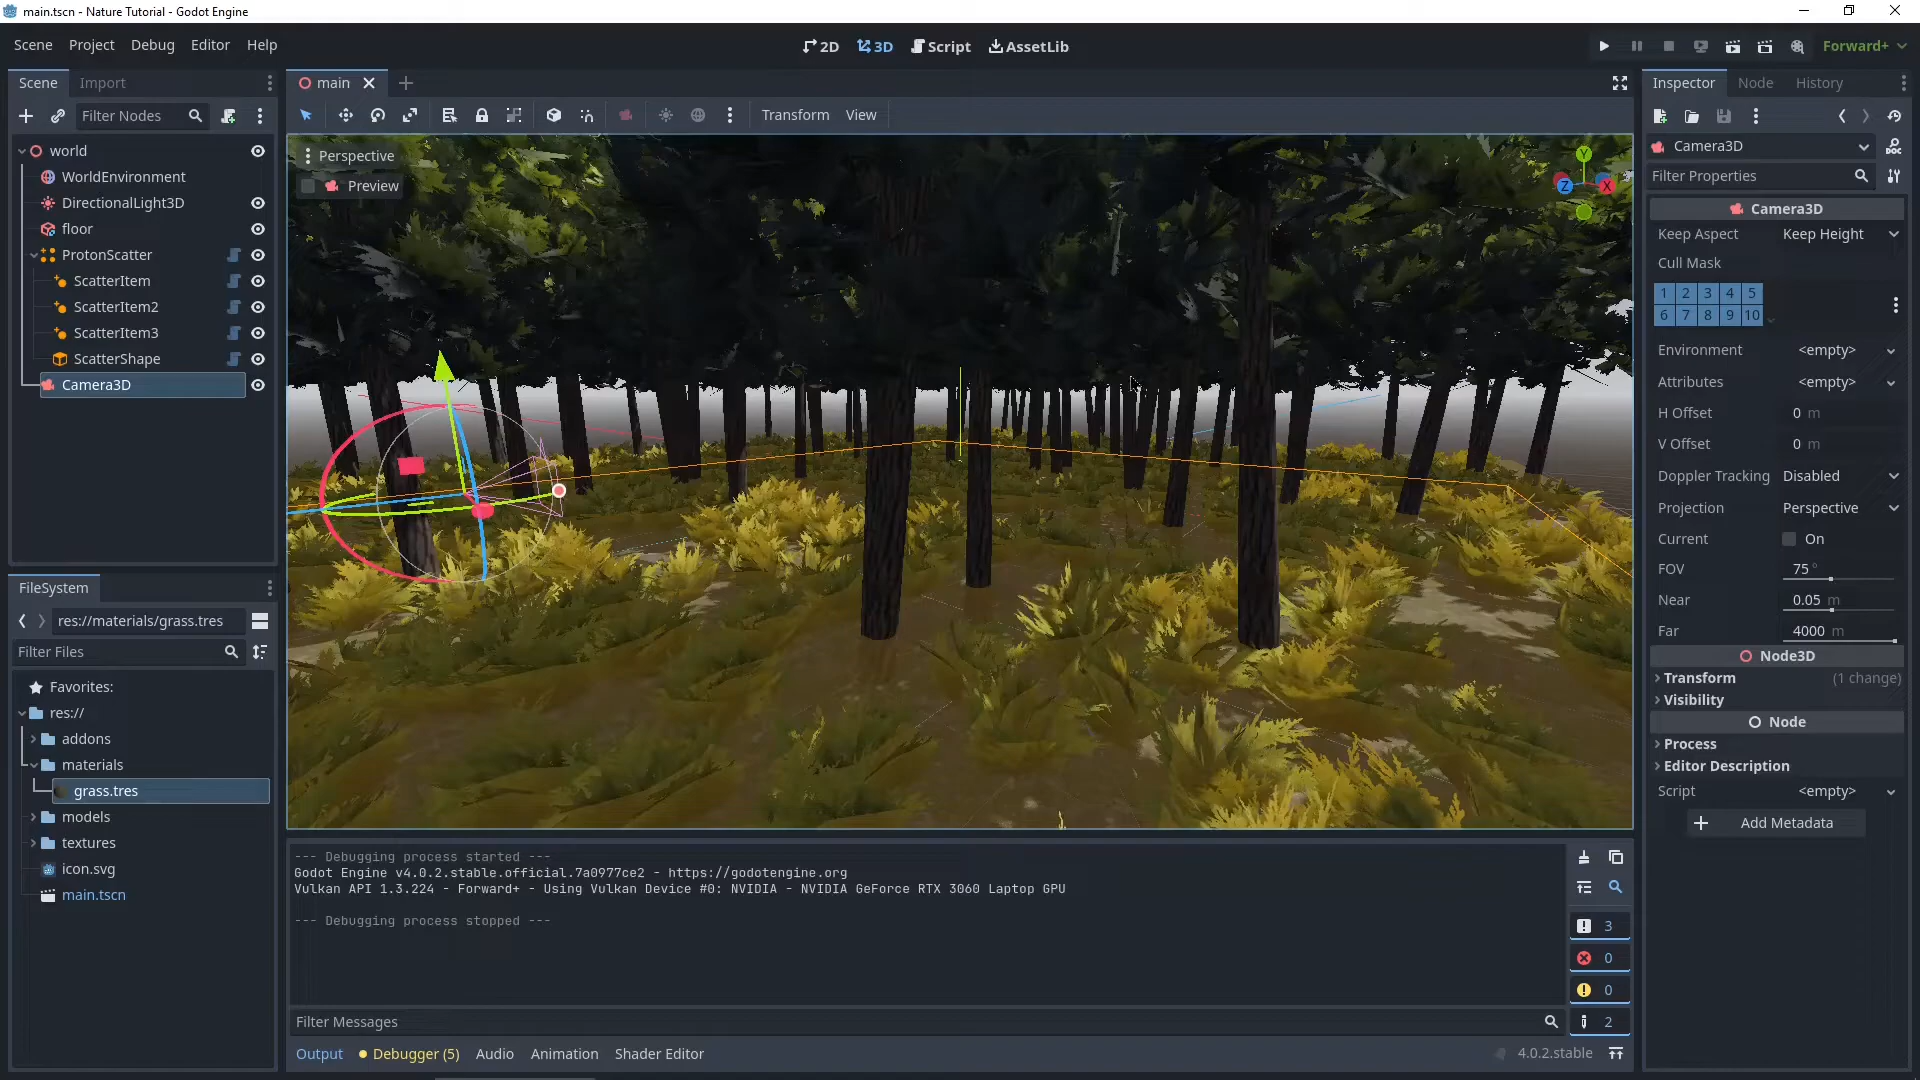 main.tscn - Nature Tutorial - Godot Engine
Scene Project Debug Editor Help
2D 3D Script AssetLib
Forward+
Scene Import
Filter Nodes
world
WorldEnvironment
DirectionalLight3D
floor
ProtonScatter
ScatterItem
ScatterItem2
ScatterItem3
ScatterShape
Camera3D
FileSystem
res://materials/grass.tres
Filter Files
Favorites:
res://
addons
materials
grass.tres
models
textures
icon.svg
main.tscn
main
Transform View
Perspective
Preview
Y
Z X
--- Debugging process started ---
Godot Engine v4.0.2.stable.official.7a0977ce2 - https://godotengine.org
Vulkan API 1.3.224 - Forward+ - Using Vulkan Device #0: NVIDIA - NVIDIA GeForce RTX 3060 Laptop GPU
--- Debugging process stopped ---
3
0
0
2
Filter Messages
Output Debugger (5) Audio Animation Shader Editor
4.0.2.stable
Inspector Node History
Camera3D
Filter Properties
Camera3D
Keep Aspect Keep Height
Cull Mask
1 2 3 4 5
6 7 8 9 10
Environment <empty>
Attributes <empty>
H Offset 0 m
V Offset 0 m
Doppler Tracking Disabled
Projection Perspective
Current On
FOV 75 °
Near 0.05 m
Far 4000 m
Node3D
Transform (1 change)
Visibility
Node
Process
Editor Description
Script <empty>
Add Metadata